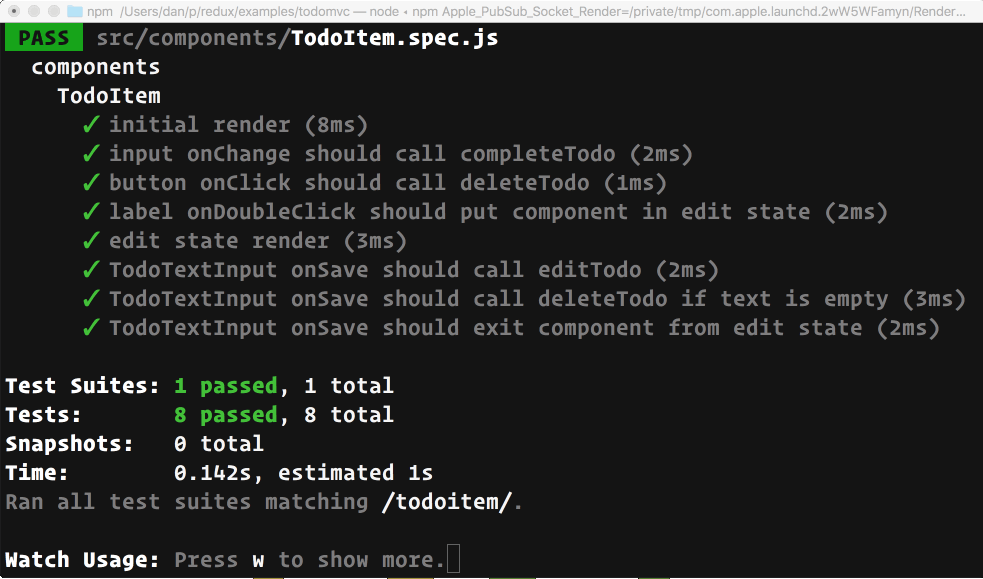 npm /Users/dan/p/redux/examples/todomvc — node ◂ npm Apple_PubSub_Socket_Render=/private/tmp/com.apple.launchd.2wW5WFamyn/Render...
PASS src/components/TodoItem.spec.js
components
TodoItem
✓ initial render (8ms)
✓ input onChange should call completeTodo (2ms)
✓ button onClick should call deleteTodo (1ms)
✓ label onDoubleClick should put component in edit state (2ms)
✓ edit state render (3ms)
✓ TodoTextInput onSave should call editTodo (2ms)
✓ TodoTextInput onSave should call deleteTodo if text is empty (3ms)
✓ TodoTextInput onSave should exit component from edit state (2ms)
Test Suites: 1 passed, 1 total
Tests: 8 passed, 8 total
Snapshots: 0 total
Time: 0.142s, estimated 1s
Ran all test suites matching /todoitem/.
Watch Usage: Press w to show more.